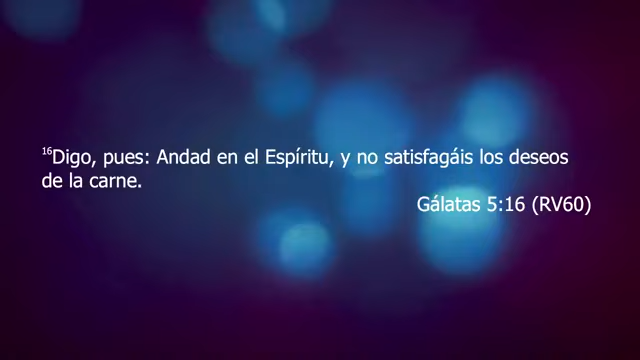 16Digo, pues: Andad en el Espíritu, y no satisfagáis los deseos
de la carne.
Gálatas 5:16 (RV60)